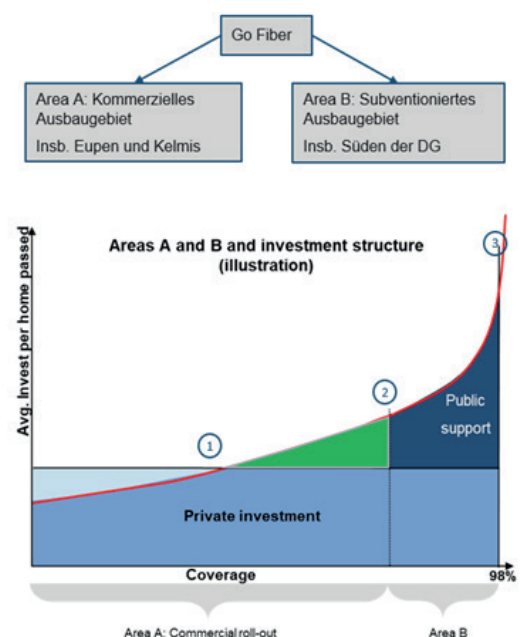 Go Fiber
Area A: Kommerzielles
Ausbaugebiet
Insb. Eupen und Kelmis
Area B: Subventioniertes
Ausbaugebiet
Insb. Süden der DG
Areas A and B and investment structure
(illustration)
Avg. Invest per home passed
3
2
1
Public
support
Private investment
Coverage
98%
Area A: Commercial roll-out
Area B